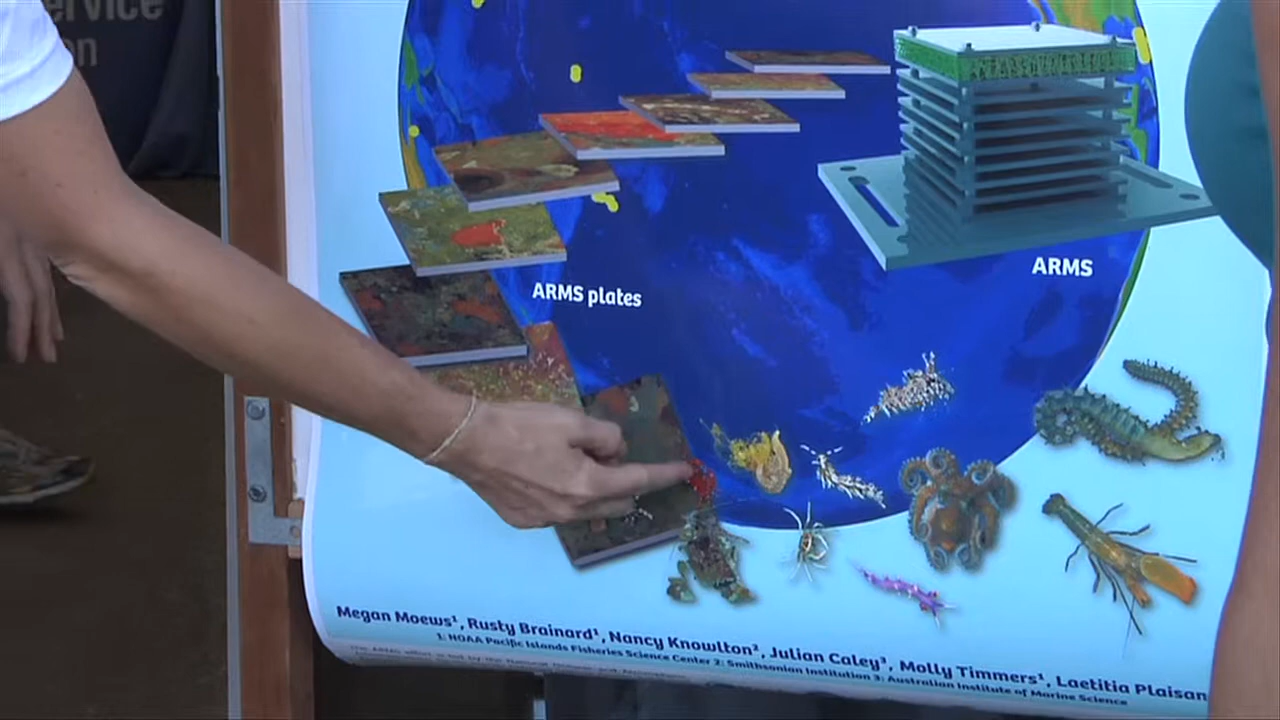 ervice
on
ARMS
ARMS plates
Megan Moews¹, Rusty Brainard¹, Nancy Knowlton², Julian Caley³, Molly Timmers¹, Laetitia Plaisan
1: NOAA Pacific Islands Fisheries Science Center 2: Smithsonian Institution 3: Australian Institute of Marine Science